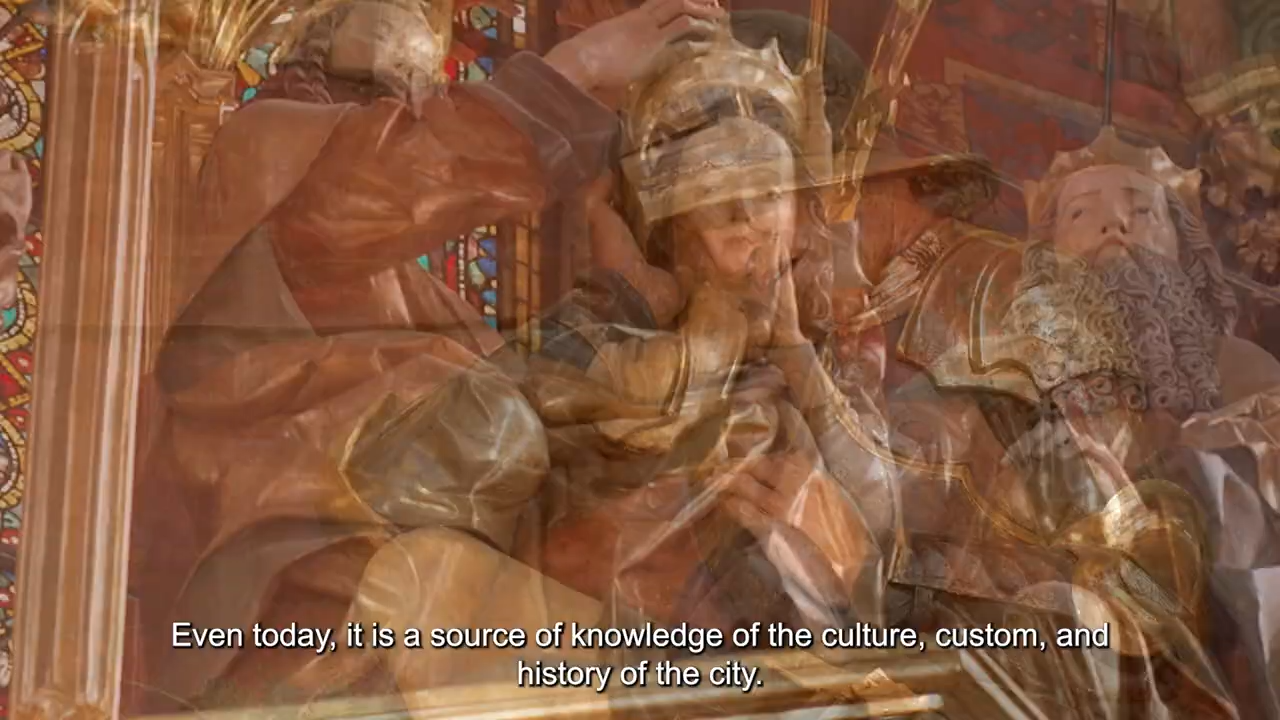 Even today, it is a source of knowledge of the culture, custom, and
history of the city.